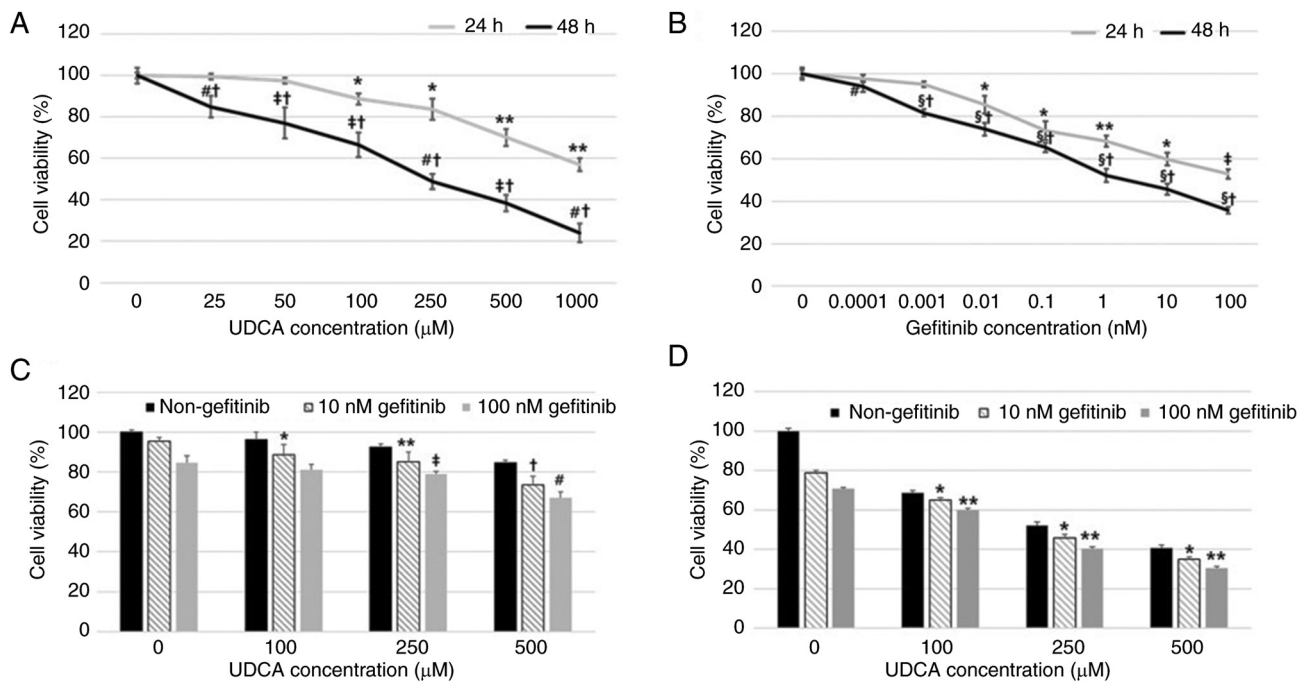 A
120
100
80
60
40
20
0
Cell viability (%)
24 h 48 h
#† ‡† * ‡† * #† ** ‡† ** #†
0 25 50 100 250 500 1000
UDCA concentration (μM)
B
120
100
80
60
40
20
0
Cell viability (%)
24 h 48 h
# §† * §† * §† ** §† * §† ‡ §†
0 0.0001 0.001 0.01 0.1 1 10 100
Gefitinib concentration (nM)
C
120
100
80
60
40
20
0
Cell viability (%)
Non-gefitinib 10 nM gefitinib 100 nM gefitinib
* ** ‡ † #
0 100 250 500
UDCA concentration (μM)
D
120
100
80
60
40
20
0
Cell viability (%)
Non-gefitinib 10 nM gefitinib 100 nM gefitinib
* ** * ** * **
0 100 250 500
UDCA concentration (μM)